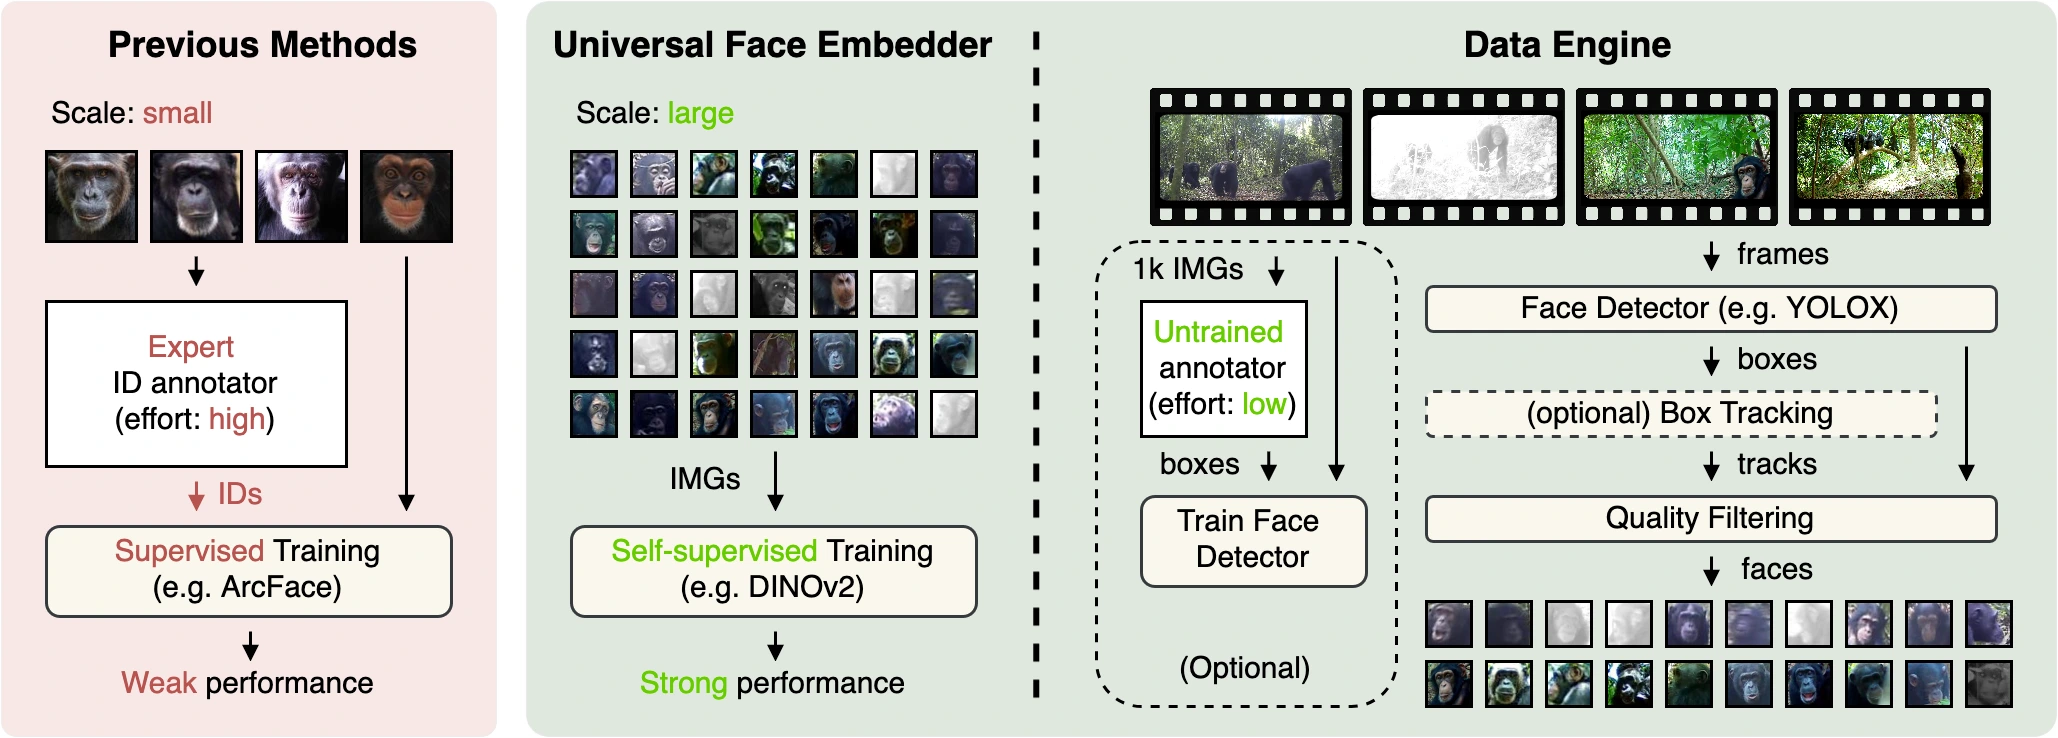 Previous Methods
Scale: small
Expert
ID annotator
(effort: high)
IDs
Supervised Training
(e.g. ArcFace)
Weak performance
Universal Face Embedder
Scale: large
IMGs
Self-supervised Training
(e.g. DINOv2)
Strong performance
Data Engine
1k IMGs
Untrained
annotator
(effort: low)
boxes
Train Face
Detector
(Optional)
frames
Face Detector (e.g. YOLOX)
boxes
(optional) Box Tracking
tracks
Quality Filtering
faces